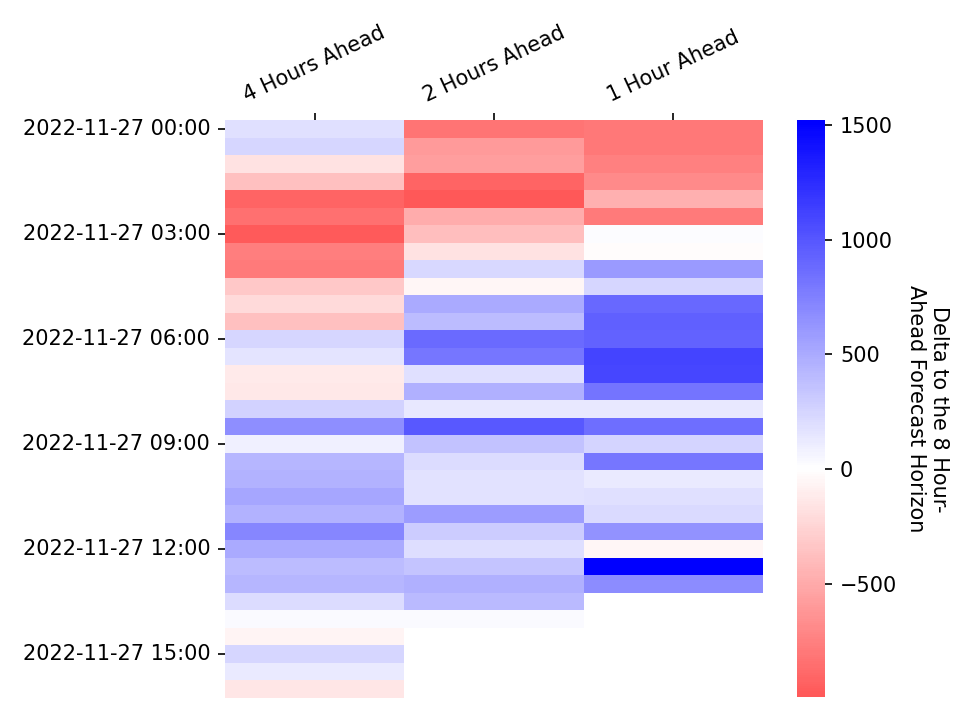 4 Hours Ahead
2 Hours Ahead
1 Hour Ahead
2022-11-27 00:00
2022-11-27 03:00
2022-11-27 06:00
2022-11-27 09:00
2022-11-27 12:00
2022-11-27 15:00
1500
1000
500
0
−500
Delta to the 8 Hour-
Ahead Forecast Horizon